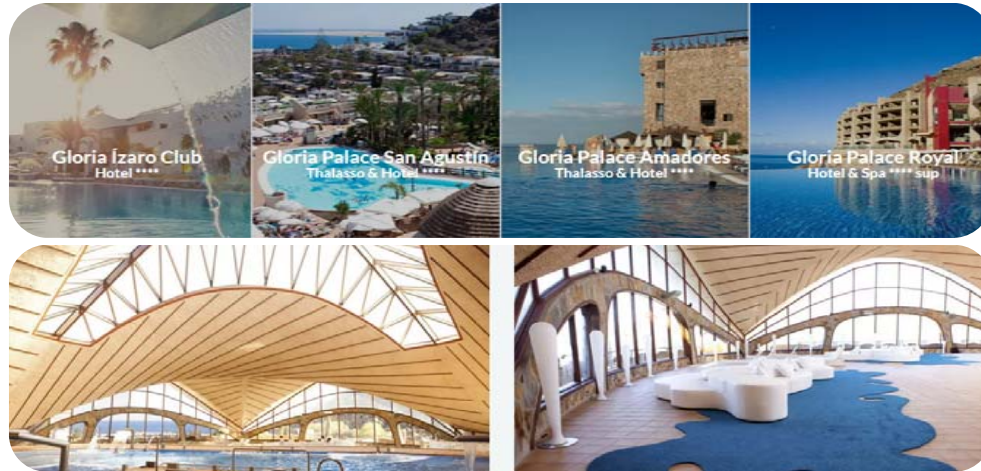 Gloria Ízaro Club
Hotel ****
Gloria Palace San Agustín
Thalasso & Hotel ****
Gloria Palace Amadores
Thalasso & Hotel ****
Gloria Palace Royal
Hotel & Spa **** sup